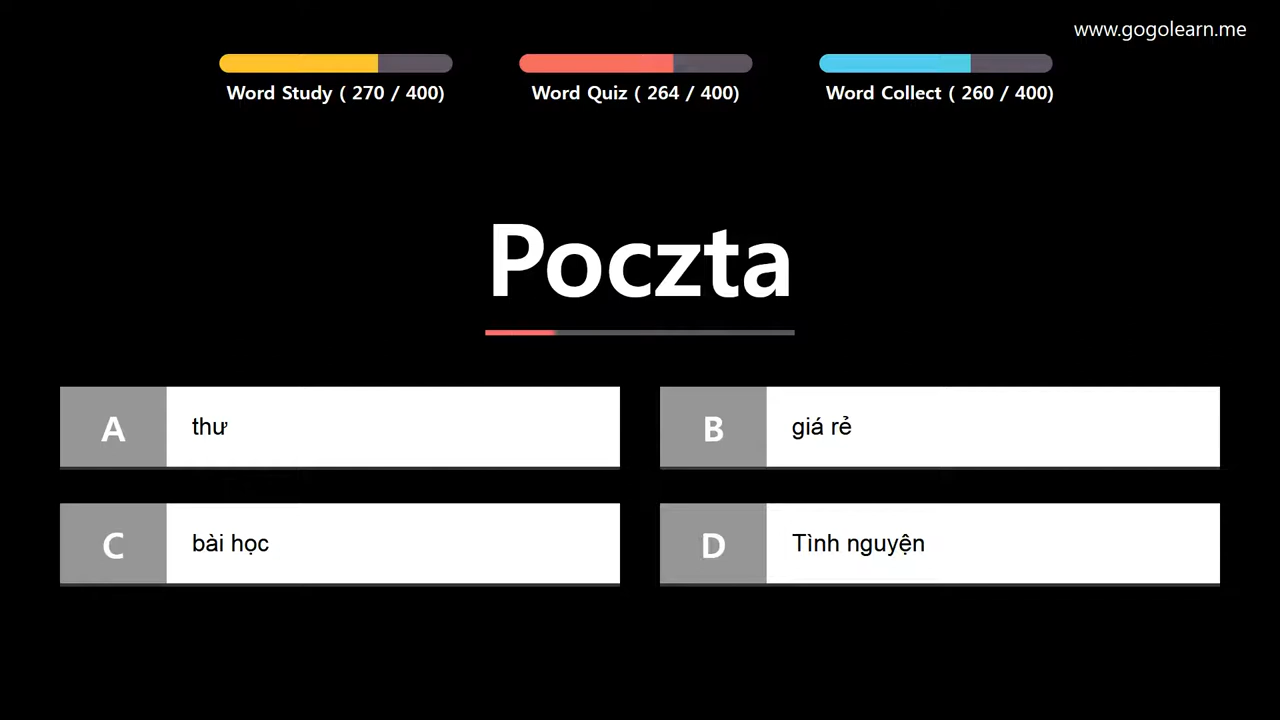 www.gogolearn.me
Word Study ( 270 / 400)
Word Quiz ( 264 / 400)
Word Collect ( 260 / 400)
Poczta
A thư
B giá rẻ
C bài học
D Tình nguyện